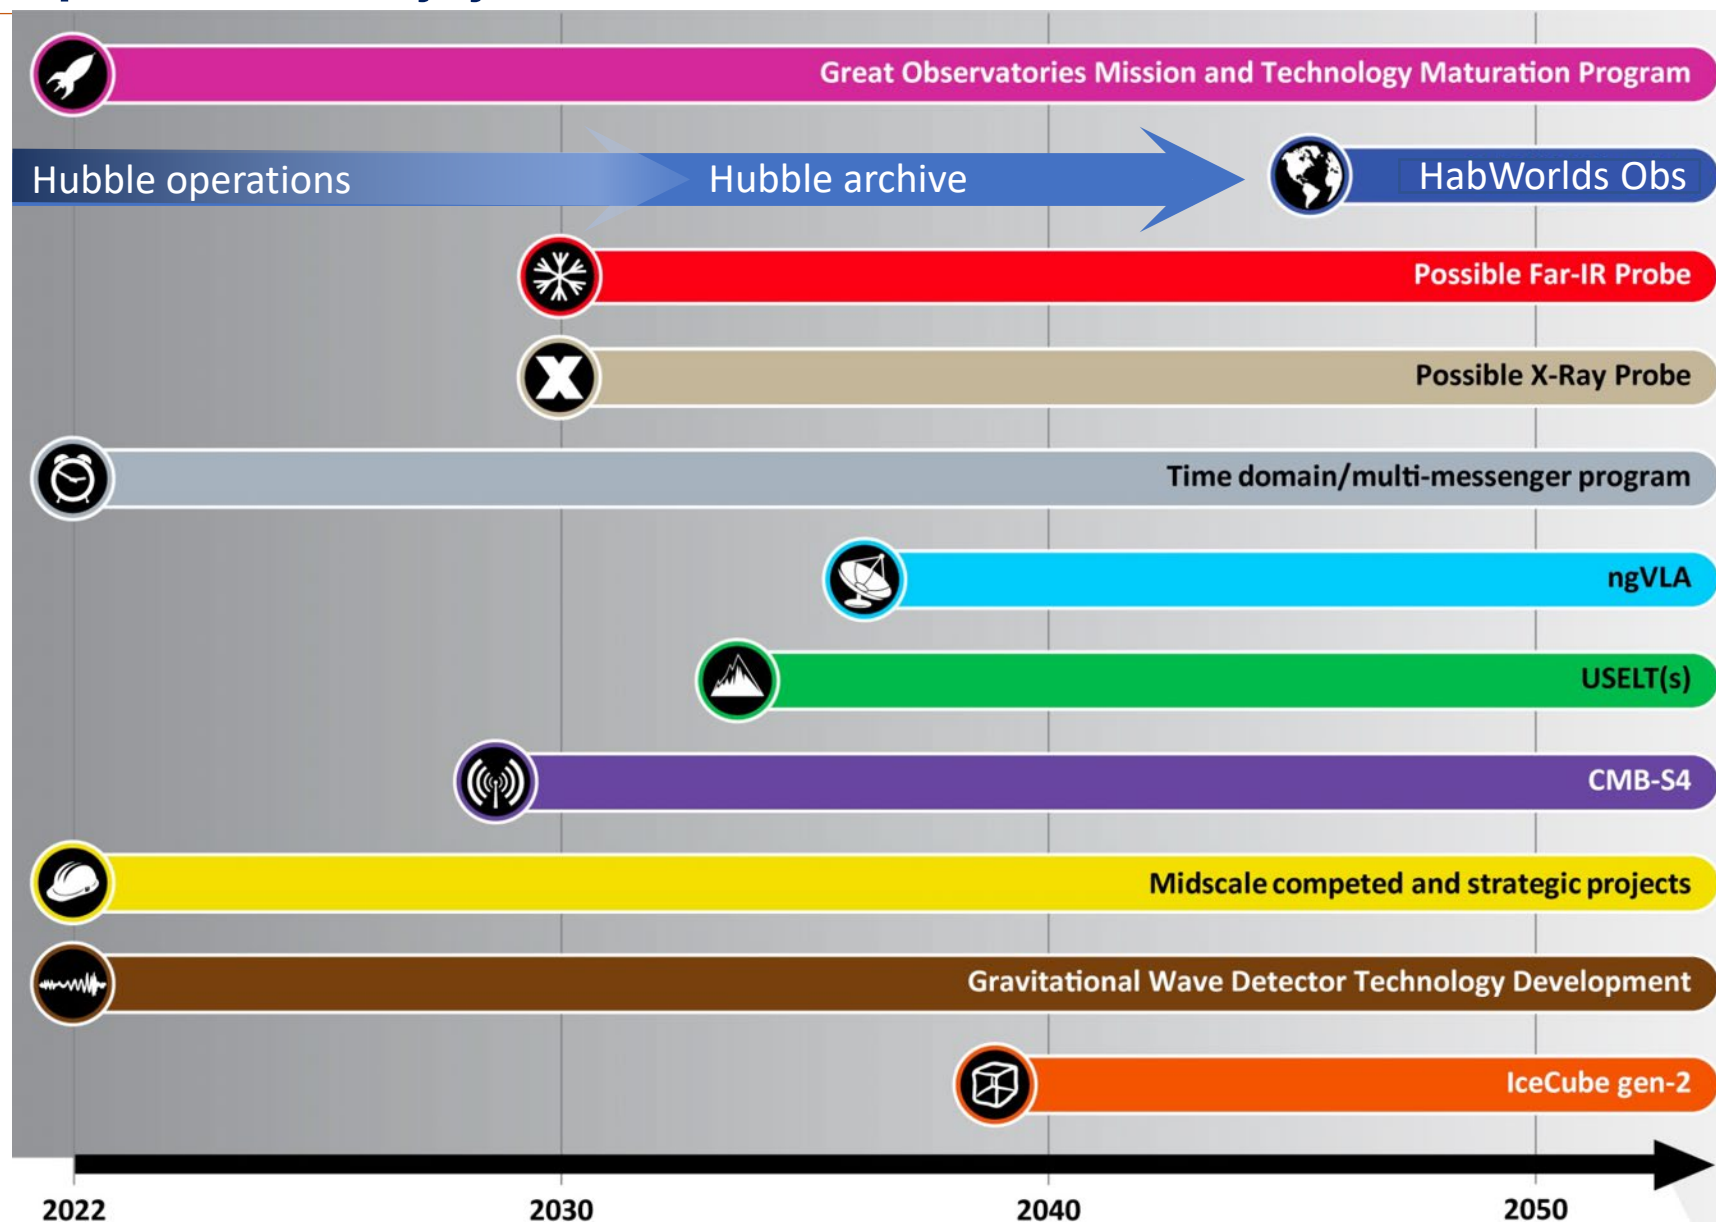 Great Observatories Mission and Technology Maturation Program
Hubble operations
Hubble archive
HabWorlds Obs
Possible Far-IR Probe
Possible X-Ray Probe
Time domain/multi-messenger program
ngVLA
USELT(s)
CMB-S4
Midscale competed and strategic projects
Gravitational Wave Detector Technology Development
IceCube gen-2
2022 2030 2040 2050